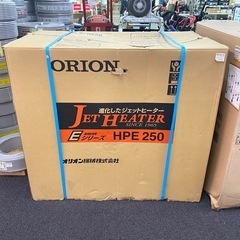 ORION
進化したジェットヒーター
JET HEATER
SINCE 1965
Eシリーズ HPE 250
オリオン機械株式会社